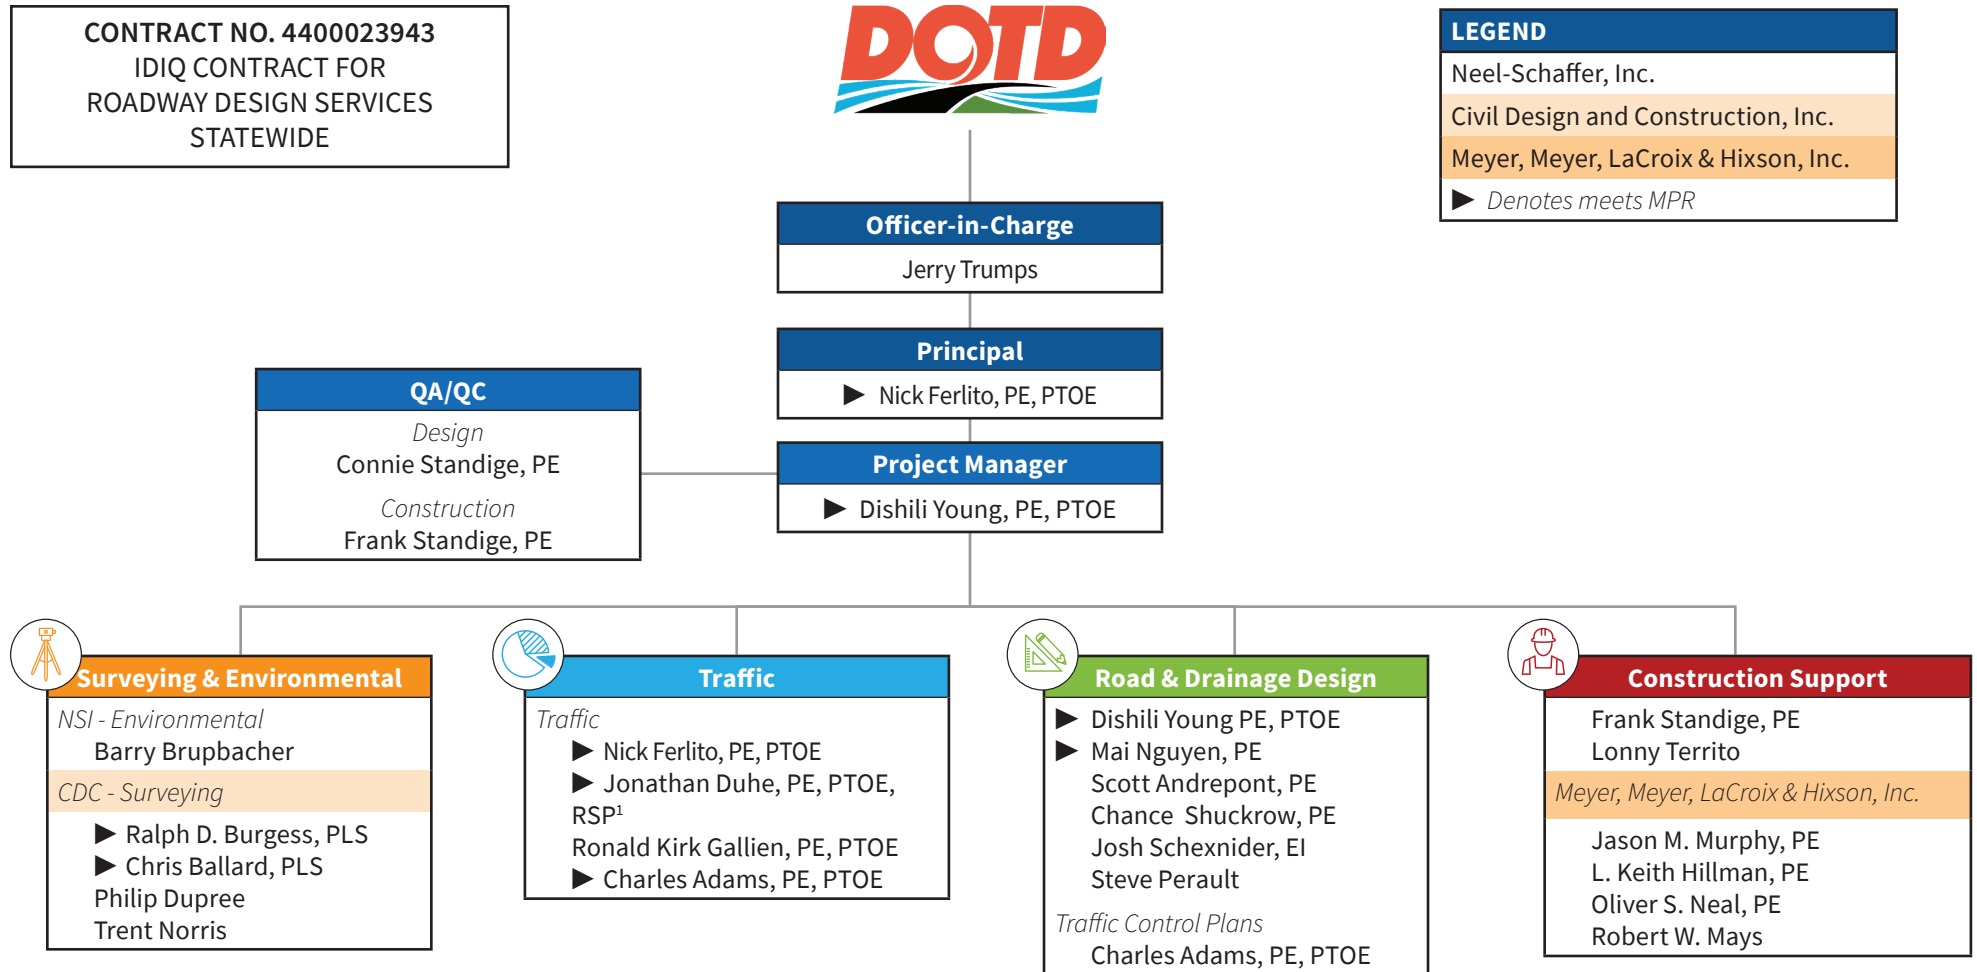 CONTRACT NO. 4400023943
IDIQ CONTRACT FOR
ROADWAY DESIGN SERVICES
STATEWIDE
DOTD
LEGEND
Neel-Schaffer, Inc.
Civil Design and Construction, Inc.
Meyer, Meyer, LaCroix & Hixson, Inc.
▶ Denotes meets MPR
Officer-in-Charge
Jerry Trumps
Principal
▶ Nick Ferlito, PE, PTOE
QA/QC
Design
Connie Standige, PE
Construction
Frank Standige, PE
Project Manager
▶ Dishili Young, PE, PTOE
Surveying & Environmental
NSI - Environmental
Barry Brupbacher
CDC - Surveying
▶ Ralph D. Burgess, PLS
▶ Chris Ballard, PLS
Philip Dupree
Trent Norris
Traffic
Traffic
▶ Nick Ferlito, PE, PTOE
▶ Jonathan Duhe, PE, PTOE,
RSP¹
Ronald Kirk Gallien, PE, PTOE
▶ Charles Adams, PE, PTOE
Road & Drainage Design
▶ Dishili Young PE, PTOE
▶ Mai Nguyen, PE
Scott Andrepont, PE
Chance Shuckrow, PE
Josh Schexnider, EI
Steve Perault
Traffic Control Plans
Charles Adams, PE, PTOE
Construction Support
Frank Standige, PE
Lonny Territo
Meyer, Meyer, LaCroix & Hixson, Inc.
Jason M. Murphy, PE
L. Keith Hillman, PE
Oliver S. Neal, PE
Robert W. Mays